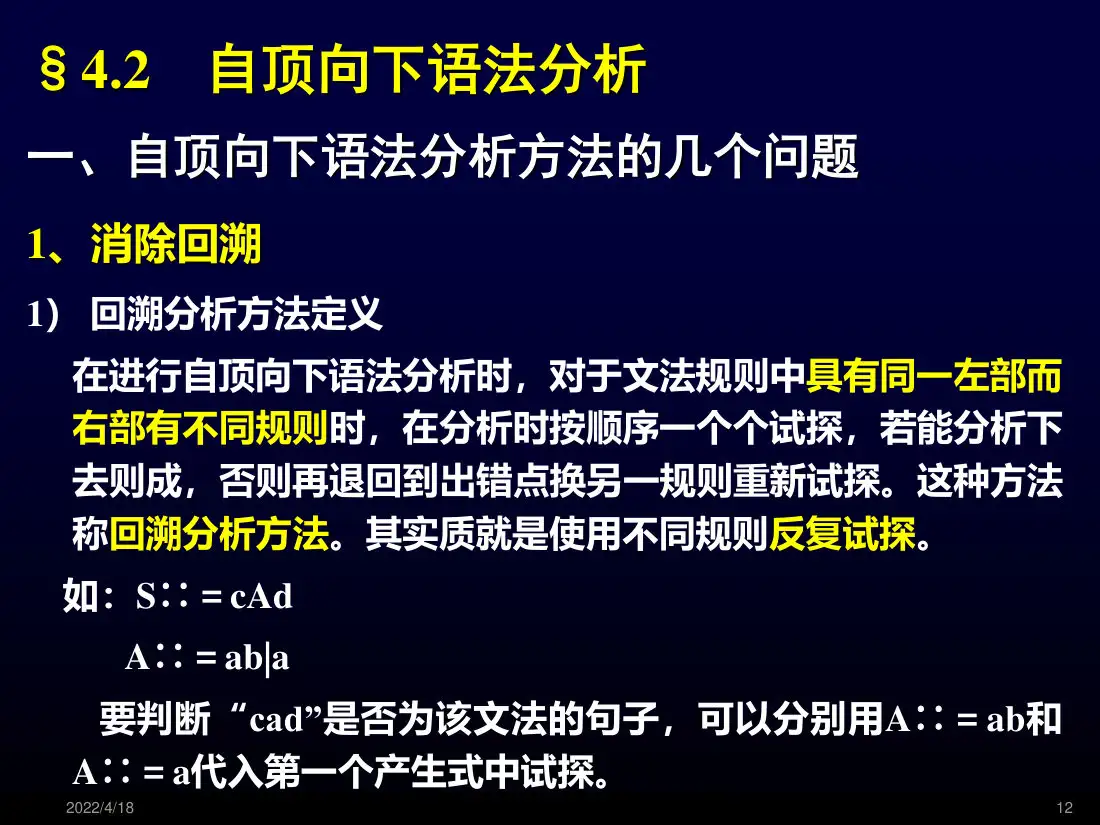 §4.2 自顶向下语法分析
一、自顶向下语法分析方法的几个问题
1、消除回溯
1） 回溯分析方法定义
在进行自顶向下语法分析时，对于文法规则中具有同一左部而
右部有不同规则时，在分析时按顺序一个个试探，若能分析下
去则成，否则再退回到出错点换另一规则重新试探。这种方法
称回溯分析方法。其实质就是使用不同规则反复试探。
如：S∷＝cAd
A∷＝ab|a
要判断“cad”是否为该文法的句子，可以分别用A∷＝ab和
A∷＝a代入第一个产生式中试探。
2022/4/18
12